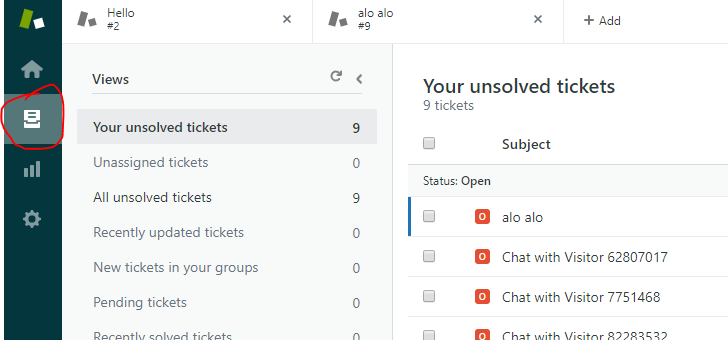 Hello
#2
alo alo
#9
+ Add
Views
Your unsolved tickets 9
Unassigned tickets 0
All unsolved tickets 9
Recently updated tickets 0
New tickets in your groups 0
Pending tickets 0
Recently solved tickets 0
Your unsolved tickets
9 tickets
Subject
Status: Open
O alo alo
O Chat with Visitor 62807017
O Chat with Visitor 7751468
O Chat with Visitor 82283532